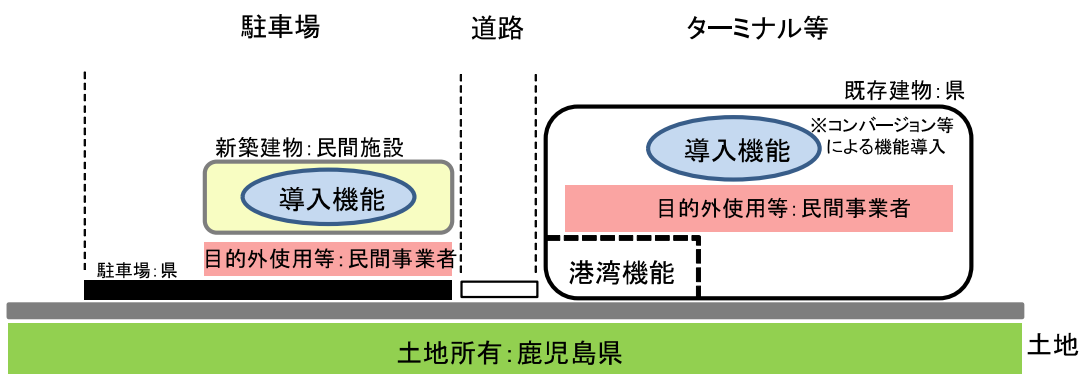 駐車場
道路
ターミナル等
既存建物：県
※コンバージョン等
による機能導入
導入機能
新築建物：民間施設
導入機能
目的外使用等：民間事業者
目的外使用等：民間事業者
駐車場：県
港湾機能
土地所有：鹿児島県
土地